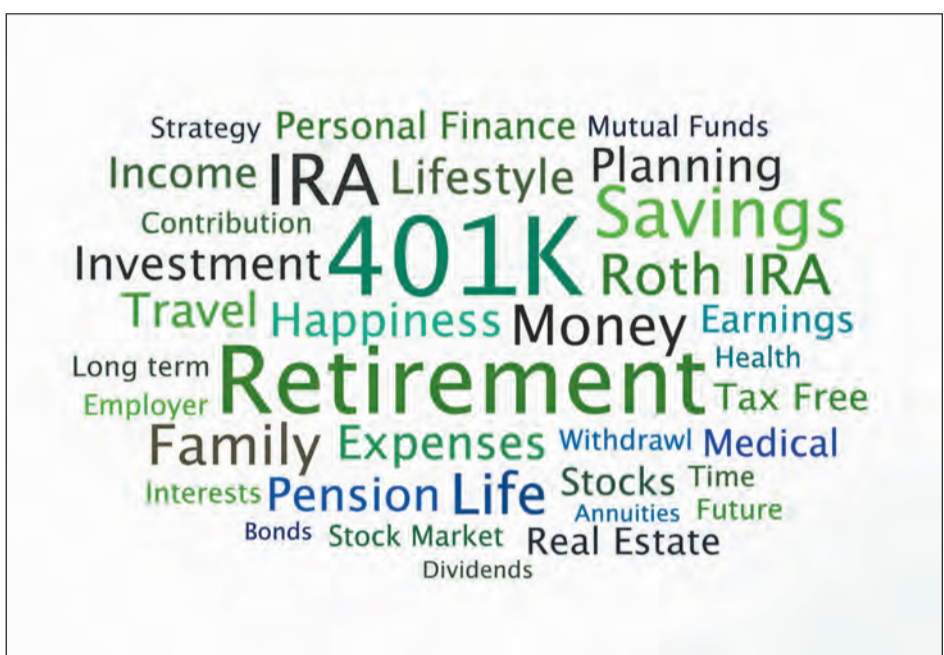 Strategy Personal Finance Mutual Funds
Income IRA Lifestyle Planning
Contribution 401K Savings
Investment Roth IRA
Travel Happiness Money Earnings
Long term Retirement Health
Employer Tax Free
Family Expenses Withdrawl Medical
Interests Pension Life Stocks Time
Annuities Future
Bonds Stock Market Real Estate
Dividends